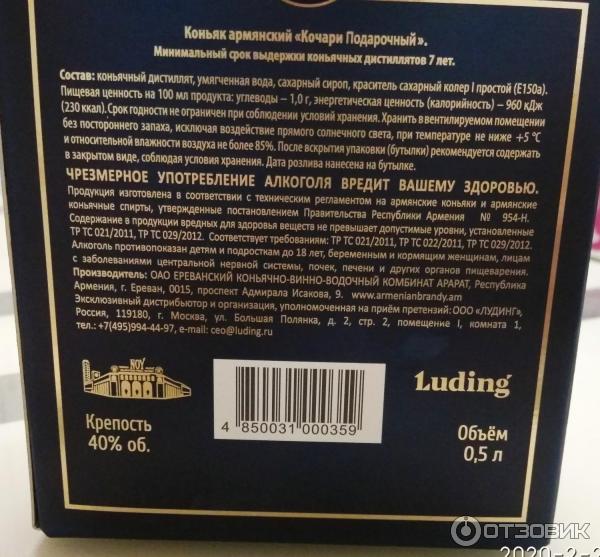 Коньяк армянский «Кочари Подарочный».
Минимальный срок выдержки коньячных дистиллятов 7 лет.
Состав: коньячный дистиллят, умягченная вода, сахарный сироп, краситель сахарный колер I простой (Е150а).
Пищевая ценность на 100 мл продукта: углеводы – 1,0 г, энергетическая ценность (калорийность) – 960 кДж
(230 ккал). Срок годности не ограничен при соблюдении условий хранения. Хранить в вентилируемом помещении
без постороннего запаха, исключая воздействие прямого солнечного света, при температуре не ниже +5 °С
и относительной влажности воздуха не более 85%. После вскрытия упаковки (бутылки) рекомендуется содержать
в закрытом виде, соблюдая условия хранения. Дата розлива нанесена на бутылке.
ЧРЕЗМЕРНОЕ УПОТРЕБЛЕНИЕ АЛКОГОЛЯ ВРЕДИТ ВАШЕМУ ЗДОРОВЬЮ.
Продукция изготовлена в соответствии с техническим регламентом на армянские коньяки и армянские
коньячные спирты, утвержденные постановлением Правительства Республики Армения № 954-Н.
Содержание в продукции вредных для здоровья веществ не превышает допустимые уровни, установленные
ТР ТС 021/2011, ТР ТС 029/2012. Соответствует требованиям: ТР ТС 021/2011, ТР ТС 022/2011, ТР ТС 029/2012.
Алкоголь противопоказан детям и подросткам до 18 лет, беременным и кормящим женщинам, лицам
с заболеваниями центральной нервной системы, почек, печени и других органов пищеварения.
Производитель: ОАО ЕРЕВАНСКИЙ КОНЬЯЧНО-ВИННО-ВОДОЧНЫЙ КОМБИНАТ АРАРАТ, Республика
Армения, г. Ереван, 0015, проспект Адмирала Исакова, 9. www.armenianbrandy.am
Эксклюзивный дистрибьютор и организация, уполномоченная на приём претензий: ООО «ЛУДИНГ»,
Россия, 119180, г. Москва, ул. Большая Полянка, д. 2, стр. 2, помещение I, комната 1,
тел.: +7(495)994-44-97, e-mail: ceo@luding.ru
NOY
Luding
4 850031 000359
Крепость
40% об.
Объём
0,5 л
ОТЗОВИК